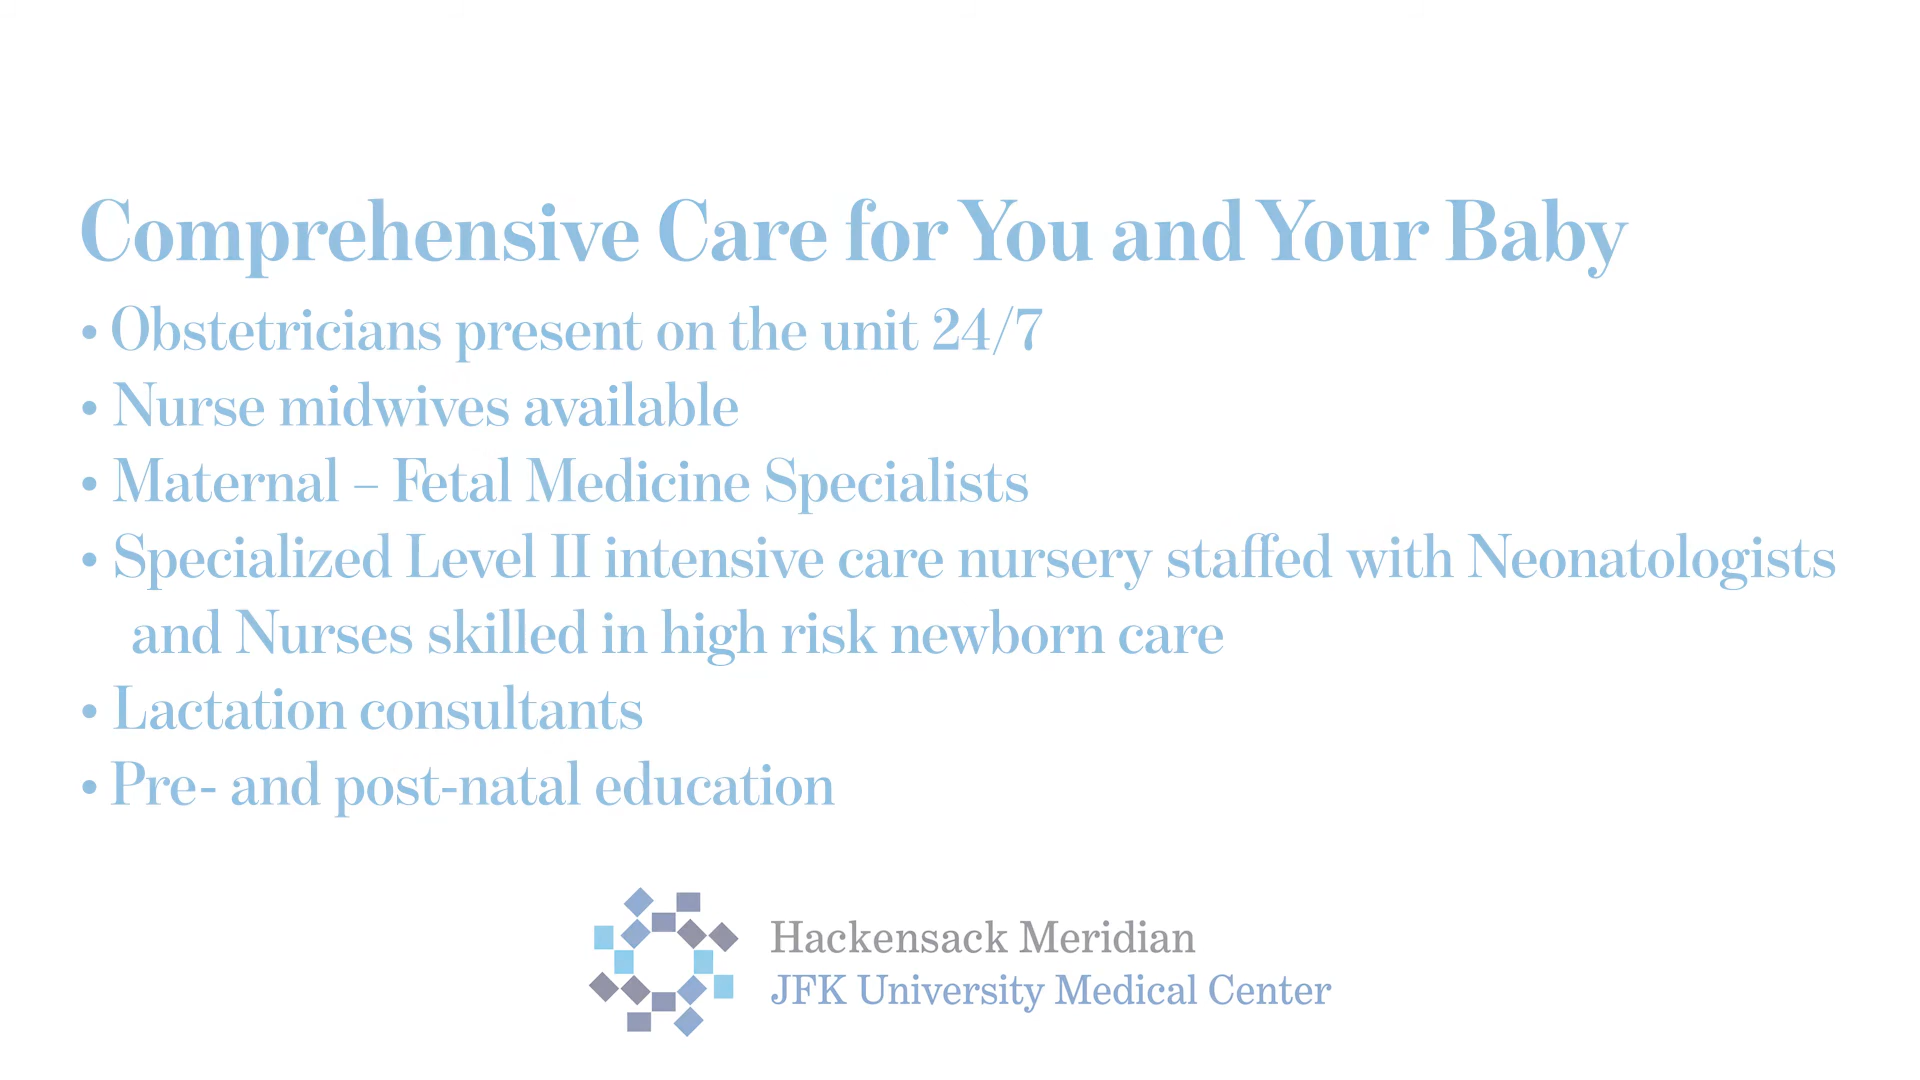 Comprehensive Care for You and Your Baby
• Obstetricians present on the unit 24/7
• Nurse midwives available
• Maternal – Fetal Medicine Specialists
• Specialized Level II intensive care nursery staffed with Neonatologists
and Nurses skilled in high risk newborn care
• Lactation consultants
• Pre- and post-natal education
Hackensack Meridian
JFK University Medical Center